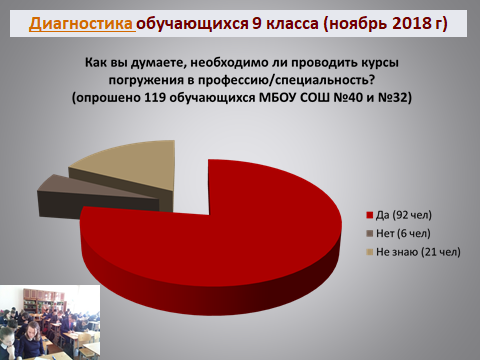 Диагностика обучающихся 9 класса (ноябрь 2018 г)
Как вы думаете, необходимо ли проводить курсы
погружения в профессию/специальность?
(опрошено 119 обучающихся МБОУ СОШ №40 и №32)
Да (92 чел)
Нет (6 чел)
Не знаю (21 чел)